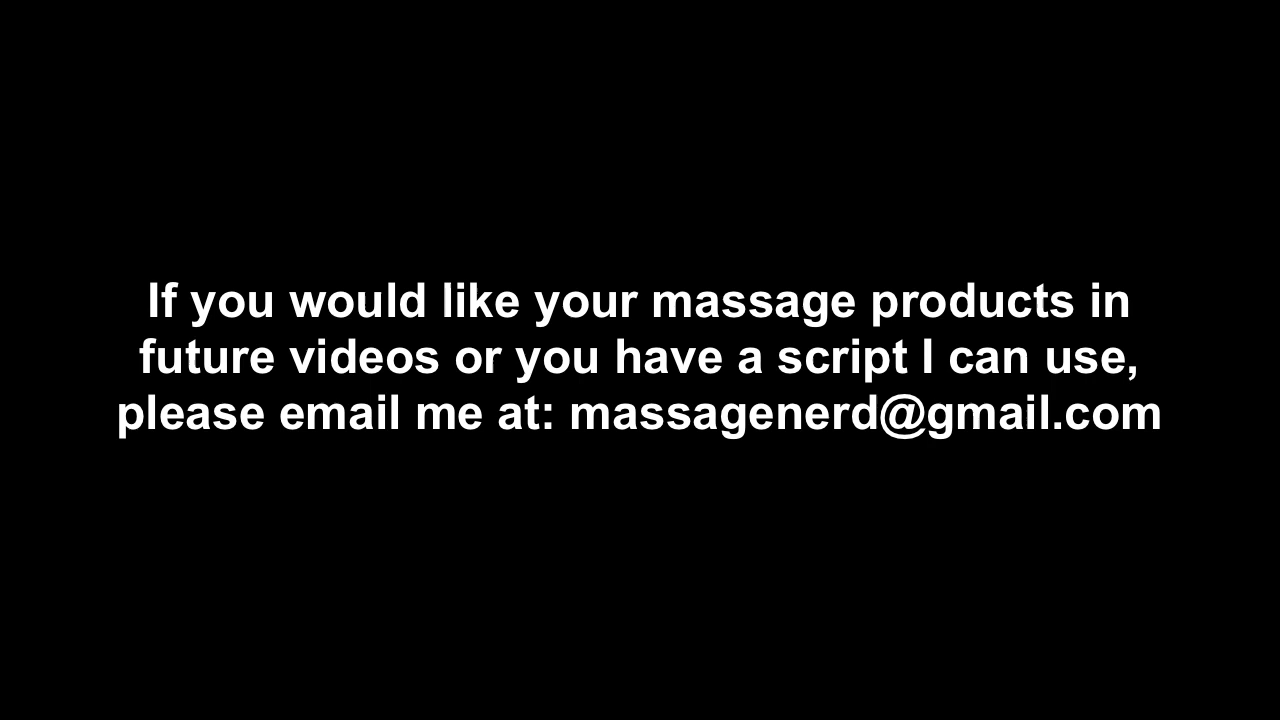 If you would like your massage products in
future videos or you have a script I can use,
please email me at: massagenerd@gmail.com